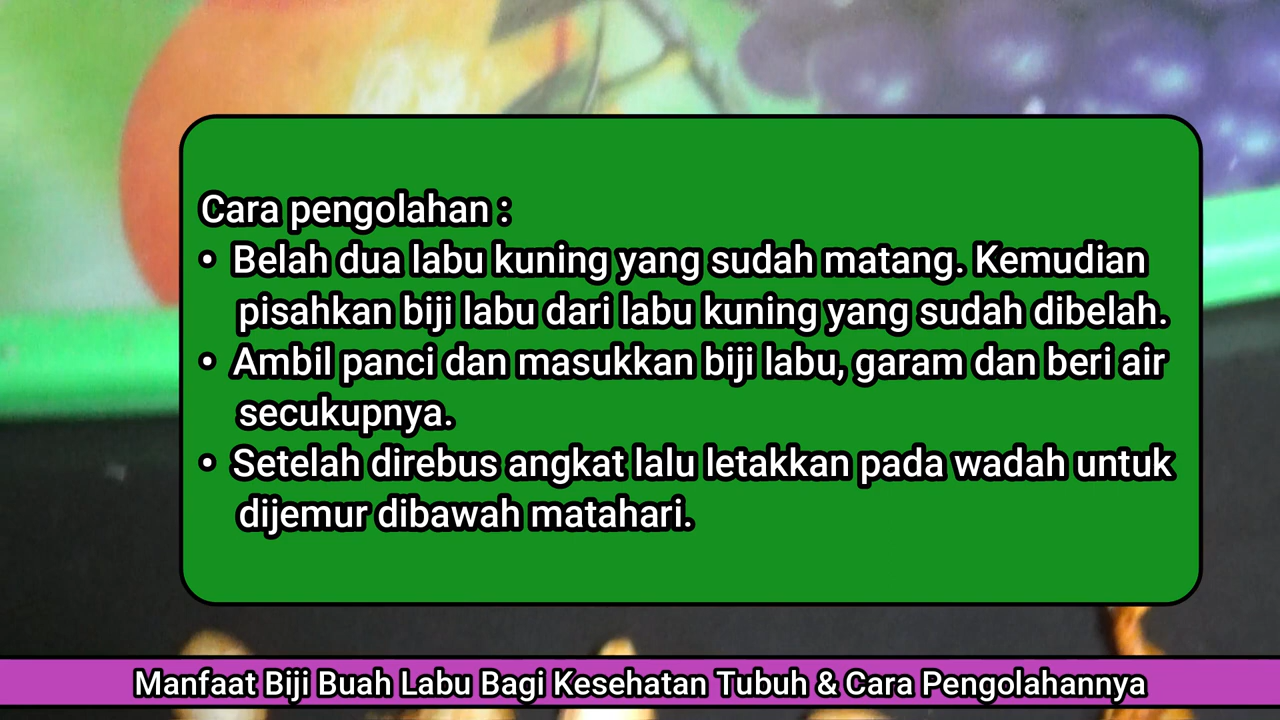 Cara pengolahan :
• Belah dua labu kuning yang sudah matang. Kemudian
pisahkan biji labu dari labu kuning yang sudah dibelah.
• Ambil panci dan masukkan biji labu, garam dan beri air
secukupnya.
• Setelah direbus angkat lalu letakkan pada wadah untuk
dijemur dibawah matahari.
Manfaat Biji Buah Labu Bagi Kesehatan Tubuh & Cara Pengolahannya